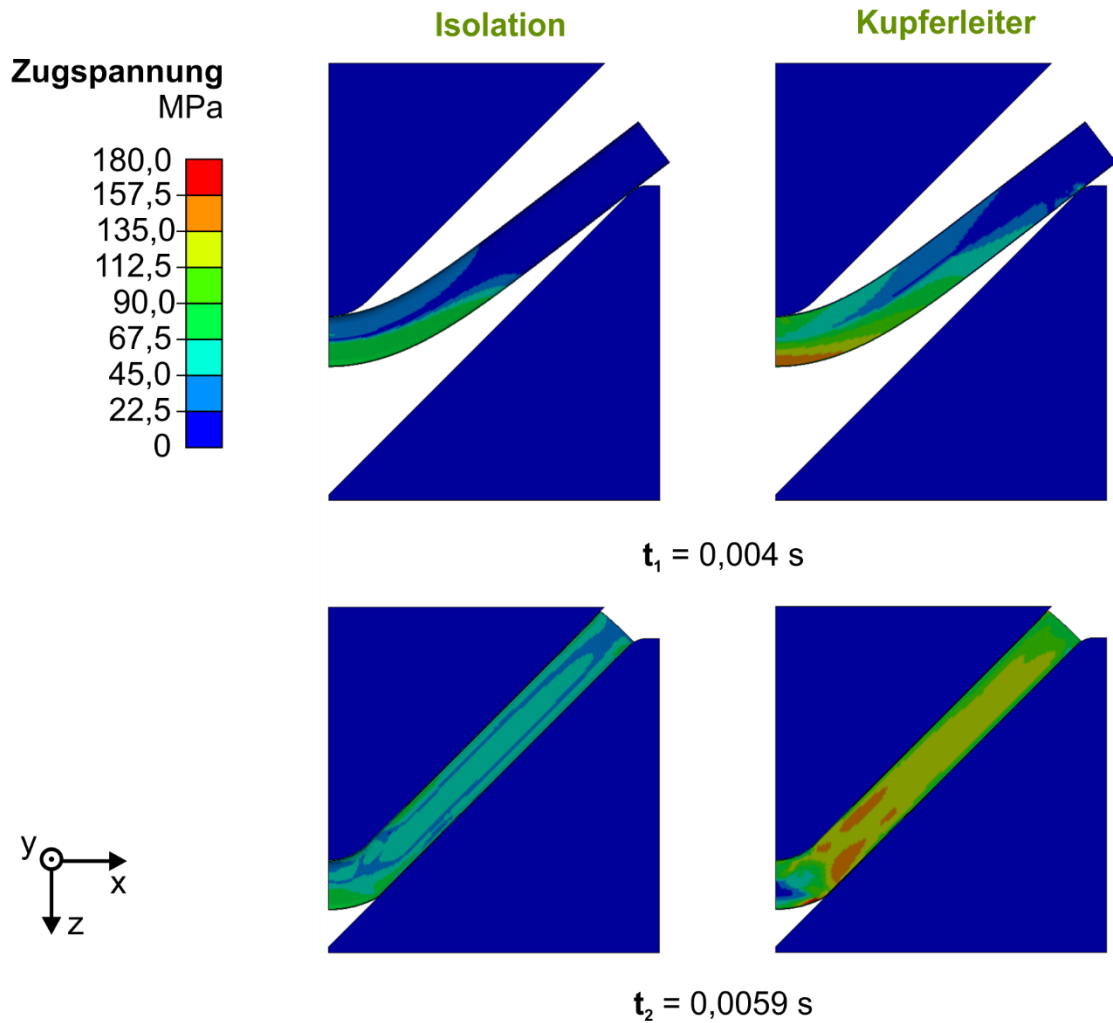 Isolation
Kupferleiter
Zugspannung
MPa
180,0
157,5
135,0
112,5
90,0
67,5
45,0
22,5
0
t₁ = 0,004 s
y
x
z
t₂ = 0,0059 s